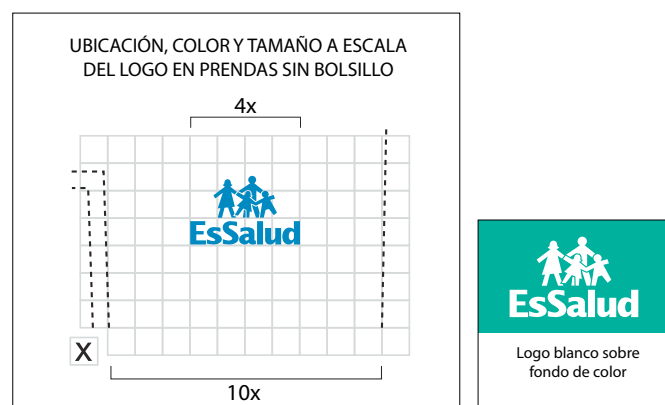 UBICACIÓN, COLOR Y TAMAÑO A ESCALA
DEL LOGO EN PRENDAS SIN BOLSILLO
4x
EsSalud
X
10x
EsSalud
Logo blanco sobre
fondo de color